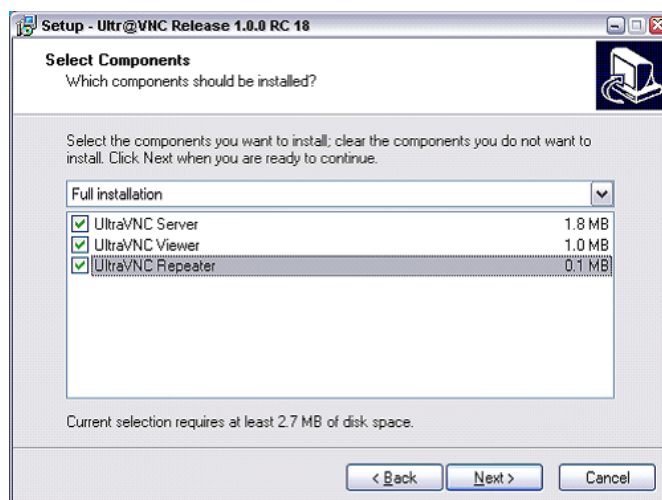 Setup - Ultr@VNC Release 1.0.0 RC 18
Select Components
Which components should be installed?
Select the components you want to install; clear the components you do not want to
install. Click Next when you are ready to continue.
Full installation
UltraVNC Server 1.8 MB
UltraVNC Viewer 1.0 MB
UltraVNC Repeater 0.1 MB
Current selection requires at least 2.7 MB of disk space.
< Back Next > Cancel